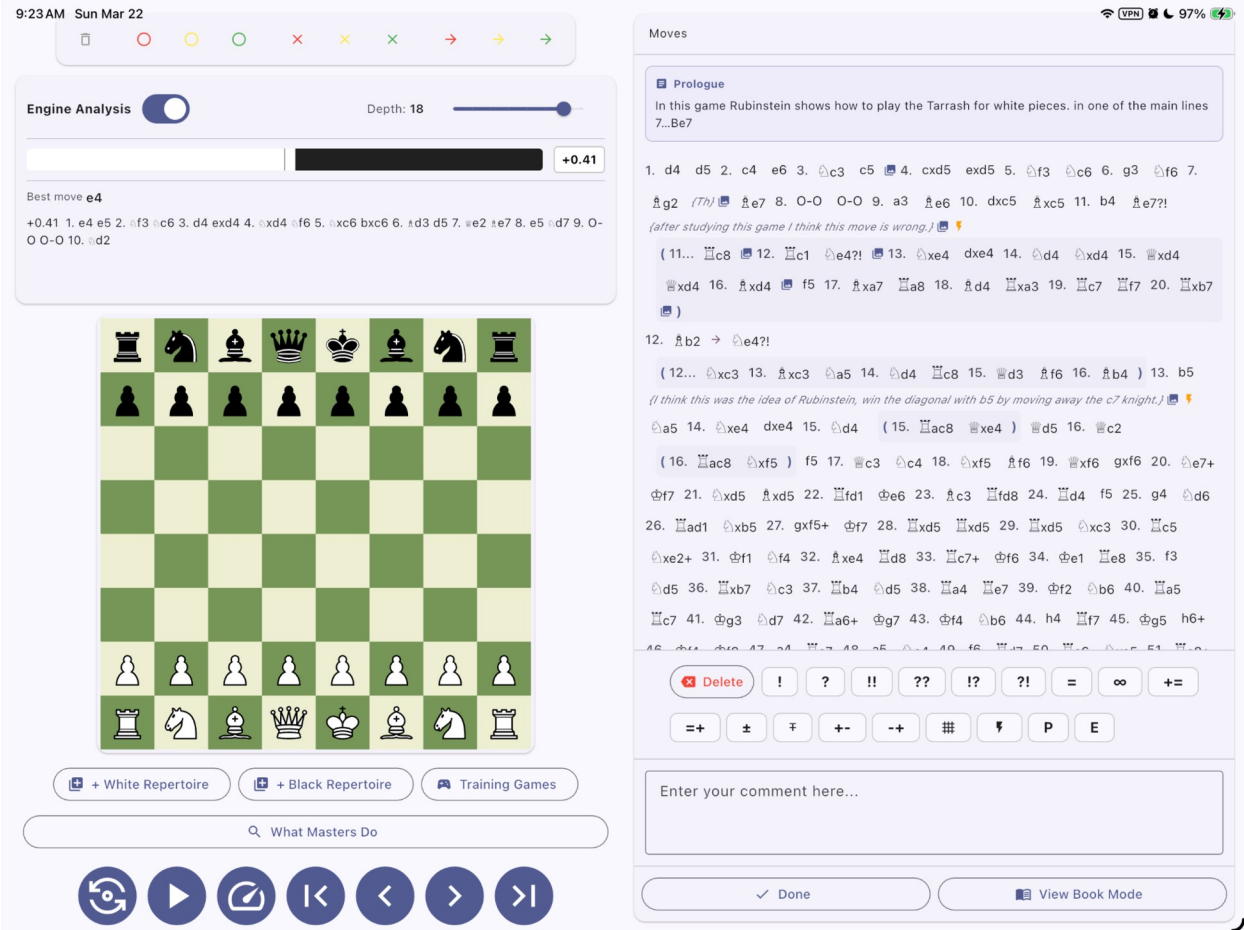 9:23 AM Sun Mar 22
VPN 97%
Engine Analysis
Depth: 18
+0.41
Best move e4
+0.41 1. e4 e5 2. ♘f3 ♘c6 3. d4 exd4 4. ♘xd4 ♘f6 5. ♘xc6 bxc6 6. ♗d3 d5 7. ♕e2 ♗e7 8. e5 ♘d7 9. O-
O O-O 10. ♘d2
+ White Repertoire
+ Black Repertoire
Training Games
What Masters Do
Moves
Prologue
In this game Rubinstein shows how to play the Tarrash for white pieces. in one of the main lines
7...Be7
1. d4 d5 2. c4 e6 3. ♘c3 c5 4. cxd5 exd5 5. ♘f3 ♘c6 6. g3 ♘f6 7.
♗g2 {Th} ♗e7 8. O-O O-O 9. a3 ♗e6 10. dxc5 ♗xc5 11. b4 ♗e7?!
{after studying this game I think this move is wrong.}
( 11... ♖c8 12. ♖c1 ♘e4?! 13. ♘xe4 dxe4 14. ♘d4 ♘xd4 15. ♕xd4
♕xd4 16. ♗xd4 f5 17. ♗xa7 ♖a8 18. ♗d4 ♖xa3 19. ♖c7 ♖f7 20. ♖xb7
)
12. ♗b2 → ♘e4?!
( 12... ♘xc3 13. ♗xc3 ♘a5 14. ♘d4 ♖c8 15. ♕d3 ♗f6 16. ♗b4 ) 13. b5
{I think this was the idea of Rubinstein, win the diagonal with b5 by moving away the c7 knight.}
♘a5 14. ♘xe4 dxe4 15. ♘d4 ( 15. ♖ac8 ♕xe4 ) ♕d5 16. ♕c2
( 16. ♖ac8 ♘xf5 ) f5 17. ♕c3 ♘c4 18. ♘xf5 ♗f6 19. ♕xf6 gxf6 20. ♘e7+
♔f7 21. ♘xd5 ♗xd5 22. ♖fd1 ♔e6 23. ♗c3 ♖fd8 24. ♖d4 f5 25. g4 ♘d6
26. ♖ad1 ♘xb5 27. gxf5+ ♔f7 28. ♖xd5 ♖xd5 29. ♖xd5 ♘xc3 30. ♖c5
♘xe2+ 31. ♔f1 ♘f4 32. ♗xe4 ♖d8 33. ♖c7+ ♔f6 34. ♔e1 ♖e8 35. f3
♘d5 36. ♖xb7 ♘c3 37. ♖b4 ♘d5 38. ♖a4 ♖e7 39. ♔f2 ♘b6 40. ♖a5
♖c7 41. ♔g3 ♘d7 42. ♖a6+ ♔g7 43. ♔f4 ♘b6 44. h4 ♖f7 45. ♔g5 h6+
Delete ! ? !! ?? !? ?! = ∞ +=
=+ ± ∓ +- -+ P E
Enter your comment here...
Done
View Book Mode